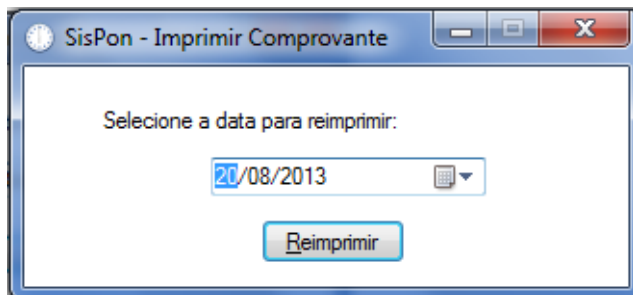 SisPon - Imprimir Comprovante
Selecione a data para reimprimir:
20/08/2013
Reimprimir